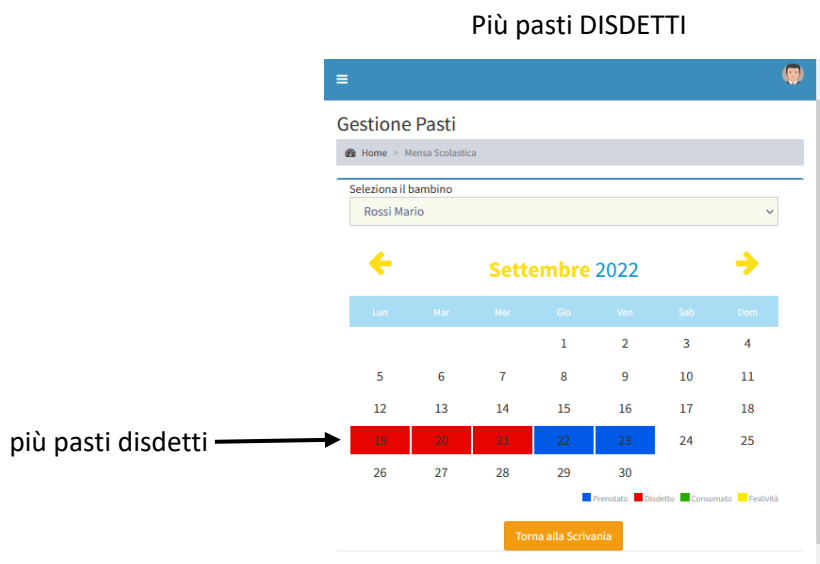 Più pasti DISDETTI
Gestione Pasti
Home > Mensa Scolastica
Seleziona il bambino
Rossi Mario
Settembre 2022
Lun Mar Mer Gio Ven Sab Dom
1 2 3 4
5 6 7 8 9 10 11
12 13 14 15 16 17 18
più pasti disdetti 19 20 21 22 23 24 25
26 27 28 29 30
Prenotato Disdetto Consumato Festività
Torna alla Scrivania